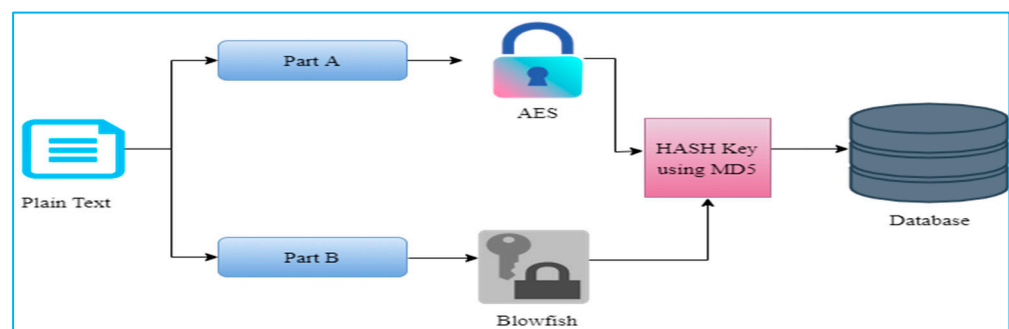 Part A
AES
HASH Key
using MD5
Plain Text
Database
Part B
Blowfish